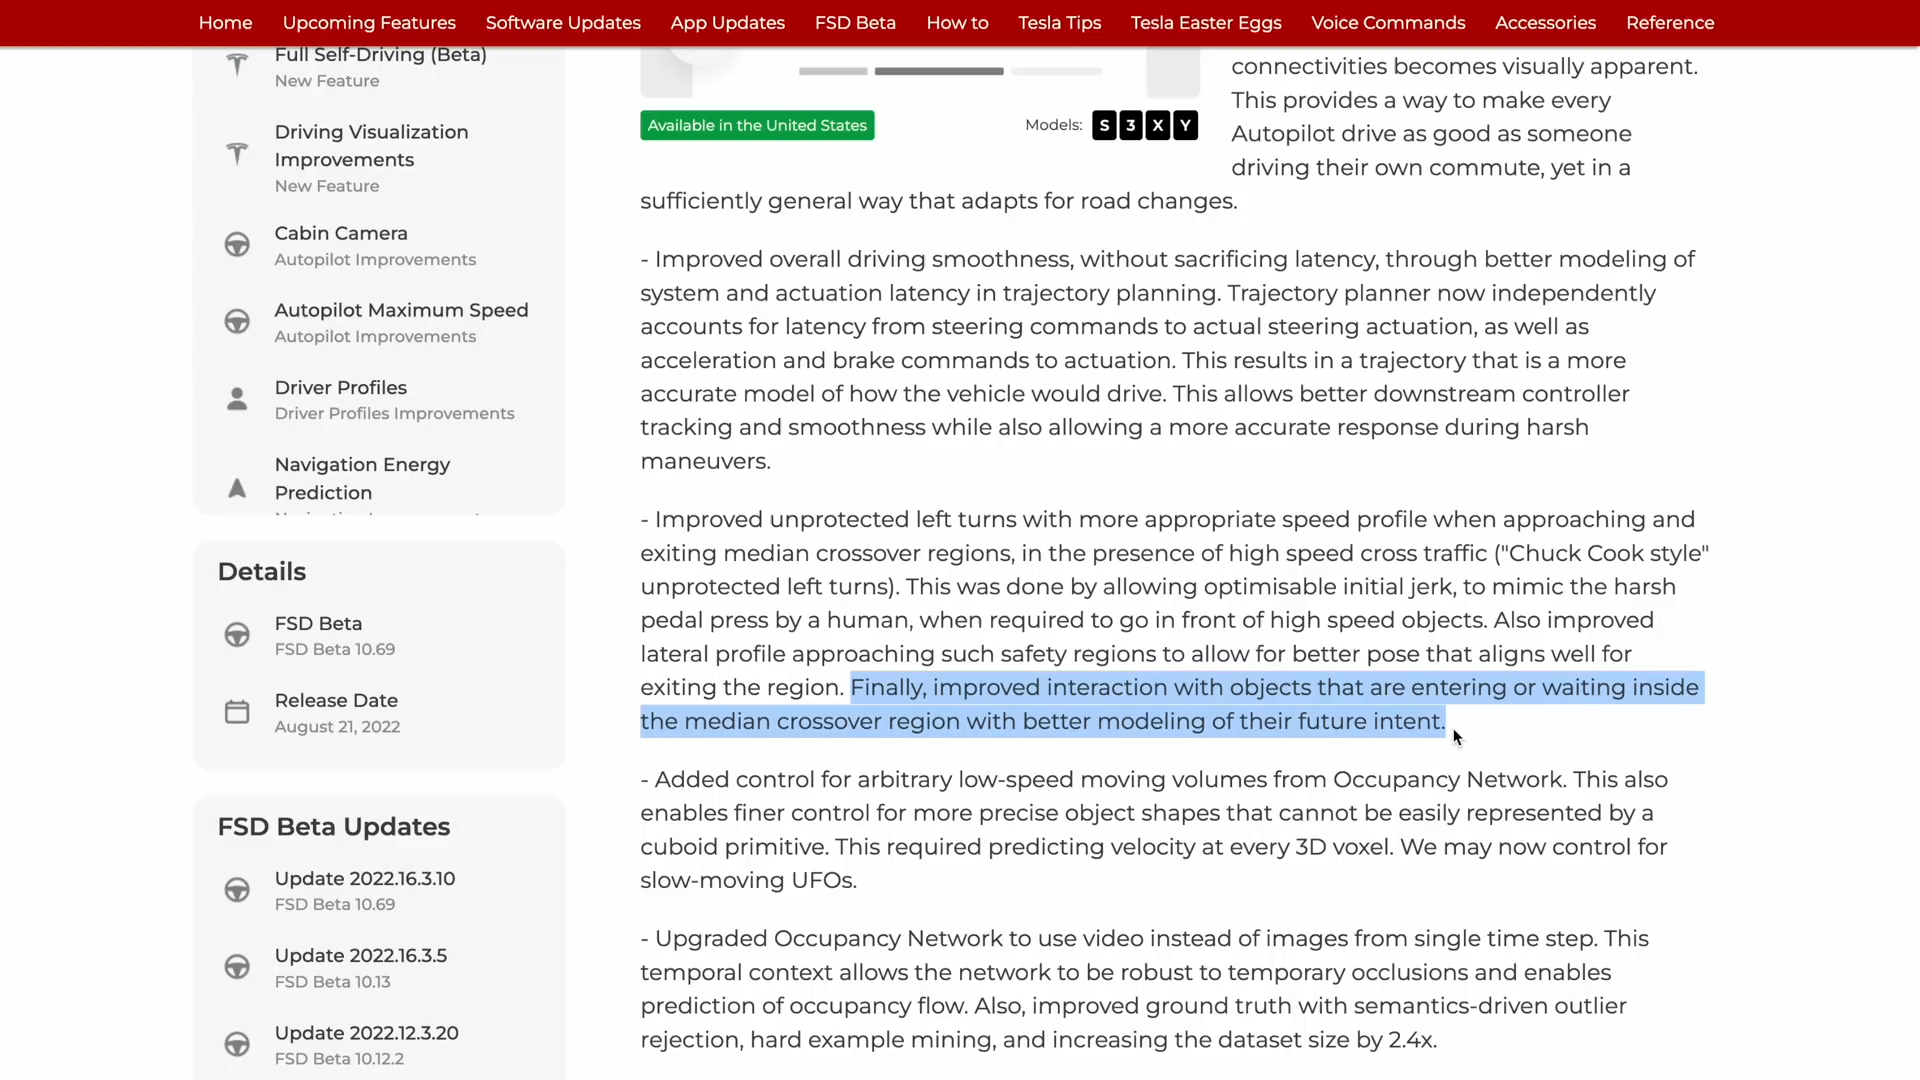 Home Upcoming Features Software Updates App Updates FSD Beta How to Tesla Tips Tesla Easter Eggs Voice Commands Accessories Reference
Full Self-Driving (Beta)
New Feature
Driving Visualization
Improvements
New Feature
Cabin Camera
Autopilot Improvements
Autopilot Maximum Speed
Autopilot Improvements
Driver Profiles
Driver Profiles Improvements
Navigation Energy
Prediction
Details
FSD Beta
FSD Beta 10.69
Release Date
August 21, 2022
FSD Beta Updates
Update 2022.16.3.10
FSD Beta 10.69
Update 2022.16.3.5
FSD Beta 10.13
Update 2022.12.3.20
FSD Beta 10.12.2
Available in the United States
Models: S 3 X Y
connectivities becomes visually apparent.
This provides a way to make every
Autopilot drive as good as someone
driving their own commute, yet in a
sufficiently general way that adapts for road changes.
- Improved overall driving smoothness, without sacrificing latency, through better modeling of
system and actuation latency in trajectory planning. Trajectory planner now independently
accounts for latency from steering commands to actual steering actuation, as well as
acceleration and brake commands to actuation. This results in a trajectory that is a more
accurate model of how the vehicle would drive. This allows better downstream controller
tracking and smoothness while also allowing a more accurate response during harsh
maneuvers.
- Improved unprotected left turns with more appropriate speed profile when approaching and
exiting median crossover regions, in the presence of high speed cross traffic ("Chuck Cook style"
unprotected left turns). This was done by allowing optimisable initial jerk, to mimic the harsh
pedal press by a human, when required to go in front of high speed objects. Also improved
lateral profile approaching such safety regions to allow for better pose that aligns well for
exiting the region. Finally, improved interaction with objects that are entering or waiting inside
the median crossover region with better modeling of their future intent.
- Added control for arbitrary low-speed moving volumes from Occupancy Network. This also
enables finer control for more precise object shapes that cannot be easily represented by a
cuboid primitive. This required predicting velocity at every 3D voxel. We may now control for
slow-moving UFOs.
- Upgraded Occupancy Network to use video instead of images from single time step. This
temporal context allows the network to be robust to temporary occlusions and enables
prediction of occupancy flow. Also, improved ground truth with semantics-driven outlier
rejection, hard example mining, and increasing the dataset size by 2.4x.